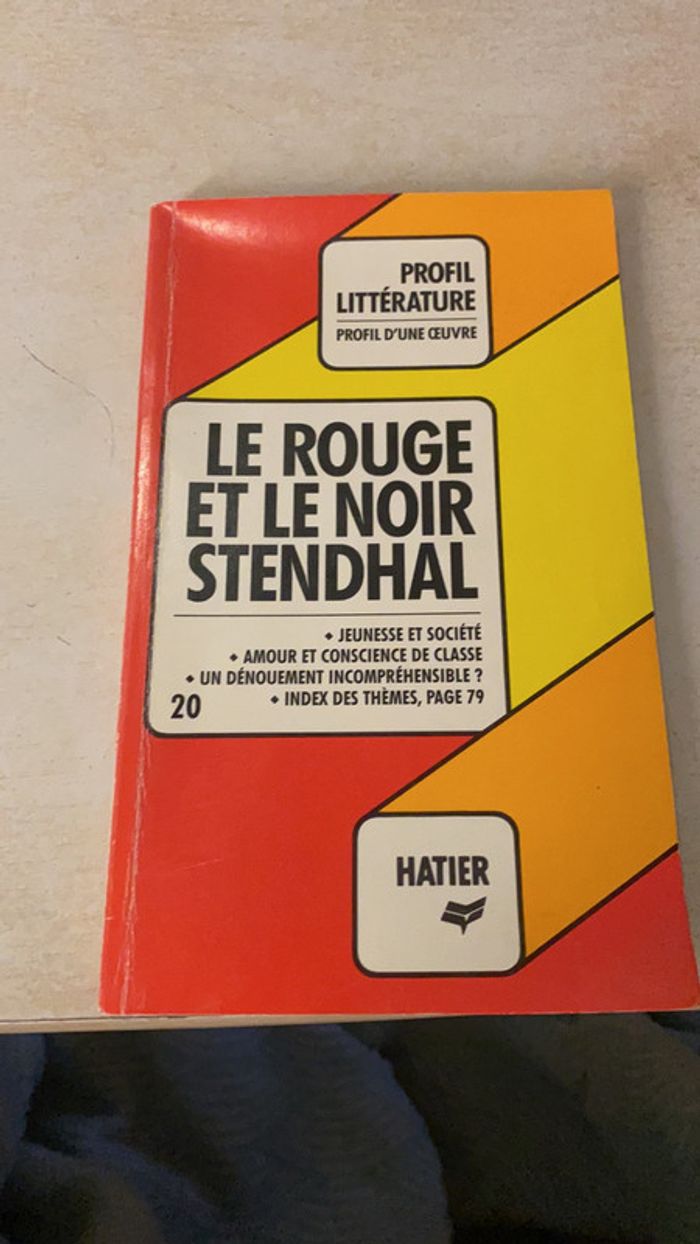 PROFIL
LITTÉRATURE
PROFIL D'UNE ŒUVRE
LE ROUGE
ET LE NOIR
STENDHAL
◆ JEUNESSE ET SOCIÉTÉ
◆ AMOUR ET CONSCIENCE DE CLASSE
◆ UN DÉNOUEMENT INCOMPRÉHENSIBLE ?
20 ◆ INDEX DES THÈMES, PAGE 79
HATIER